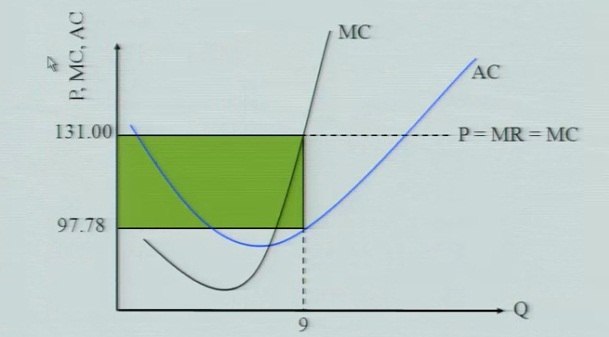 P, MC, AC
MC
AC
131.00
P = MR = MC
97.78
9
Q